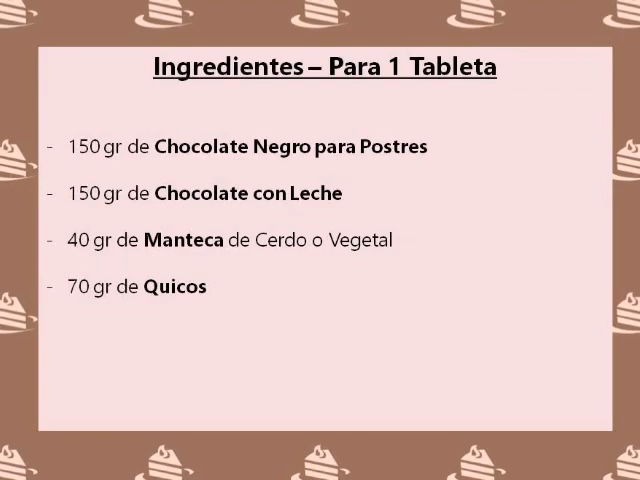 Ingredientes – Para 1 Tableta
- 150 gr de Chocolate Negro para Postres
- 150 gr de Chocolate con Leche
- 40 gr de Manteca de Cerdo o Vegetal
- 70 gr de Quicos